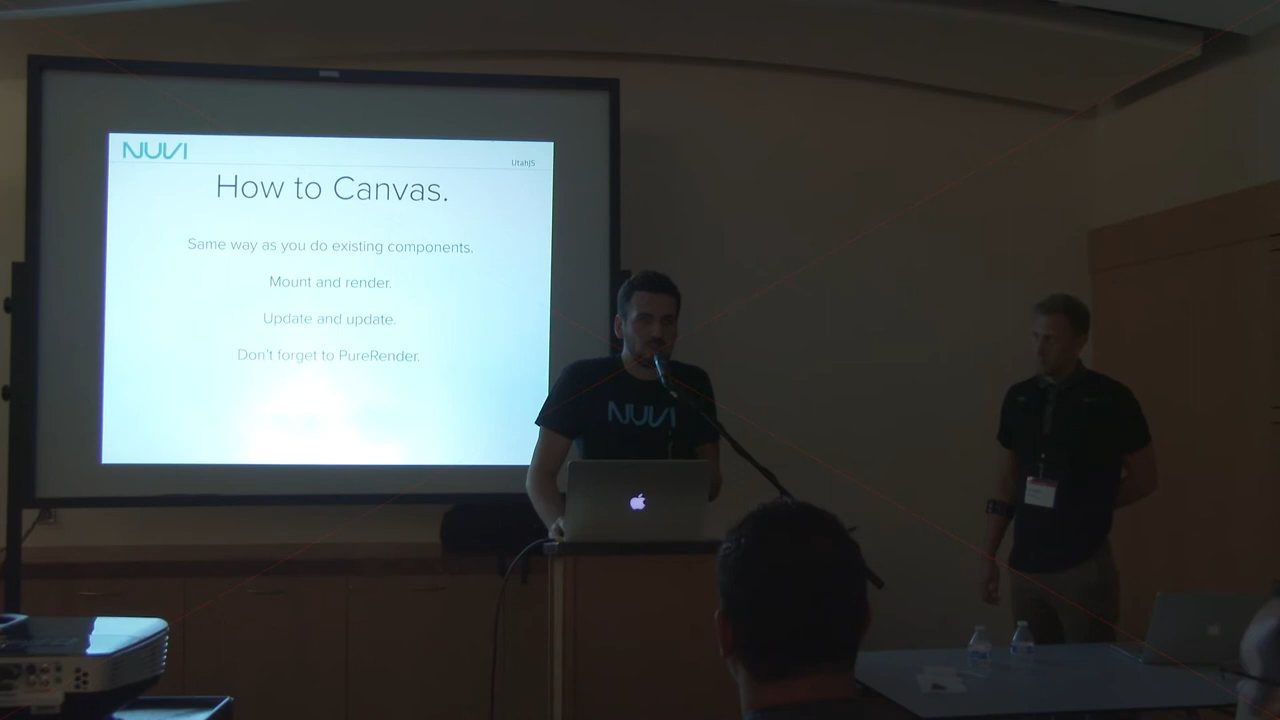 NUVI
UtahJS
How to Canvas.
Same way as you do existing components.
Mount and render.
Update and update.
Don't forget to PureRender.
NUVI